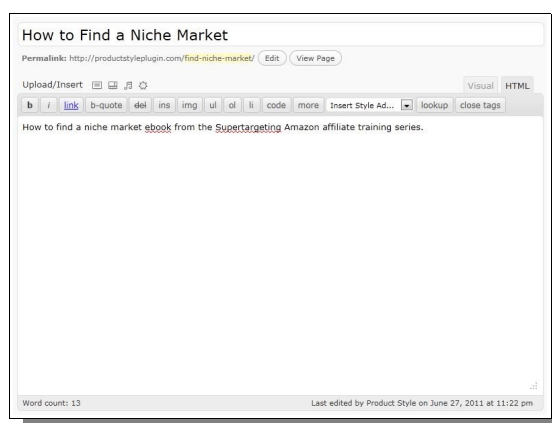 How to Find a Niche Market
Permalink: http://productstyleplugin.com/find-niche-market/ Edit View Page
Upload/Insert Visual HTML
b i link b-quote del ins img ul ol li code more Insert Style Ad... lookup close tags
How to find a niche market ebook from the Supertargeting Amazon affiliate training series.
Word count: 13 Last edited by Product Style on June 27, 2011 at 11:22 pm